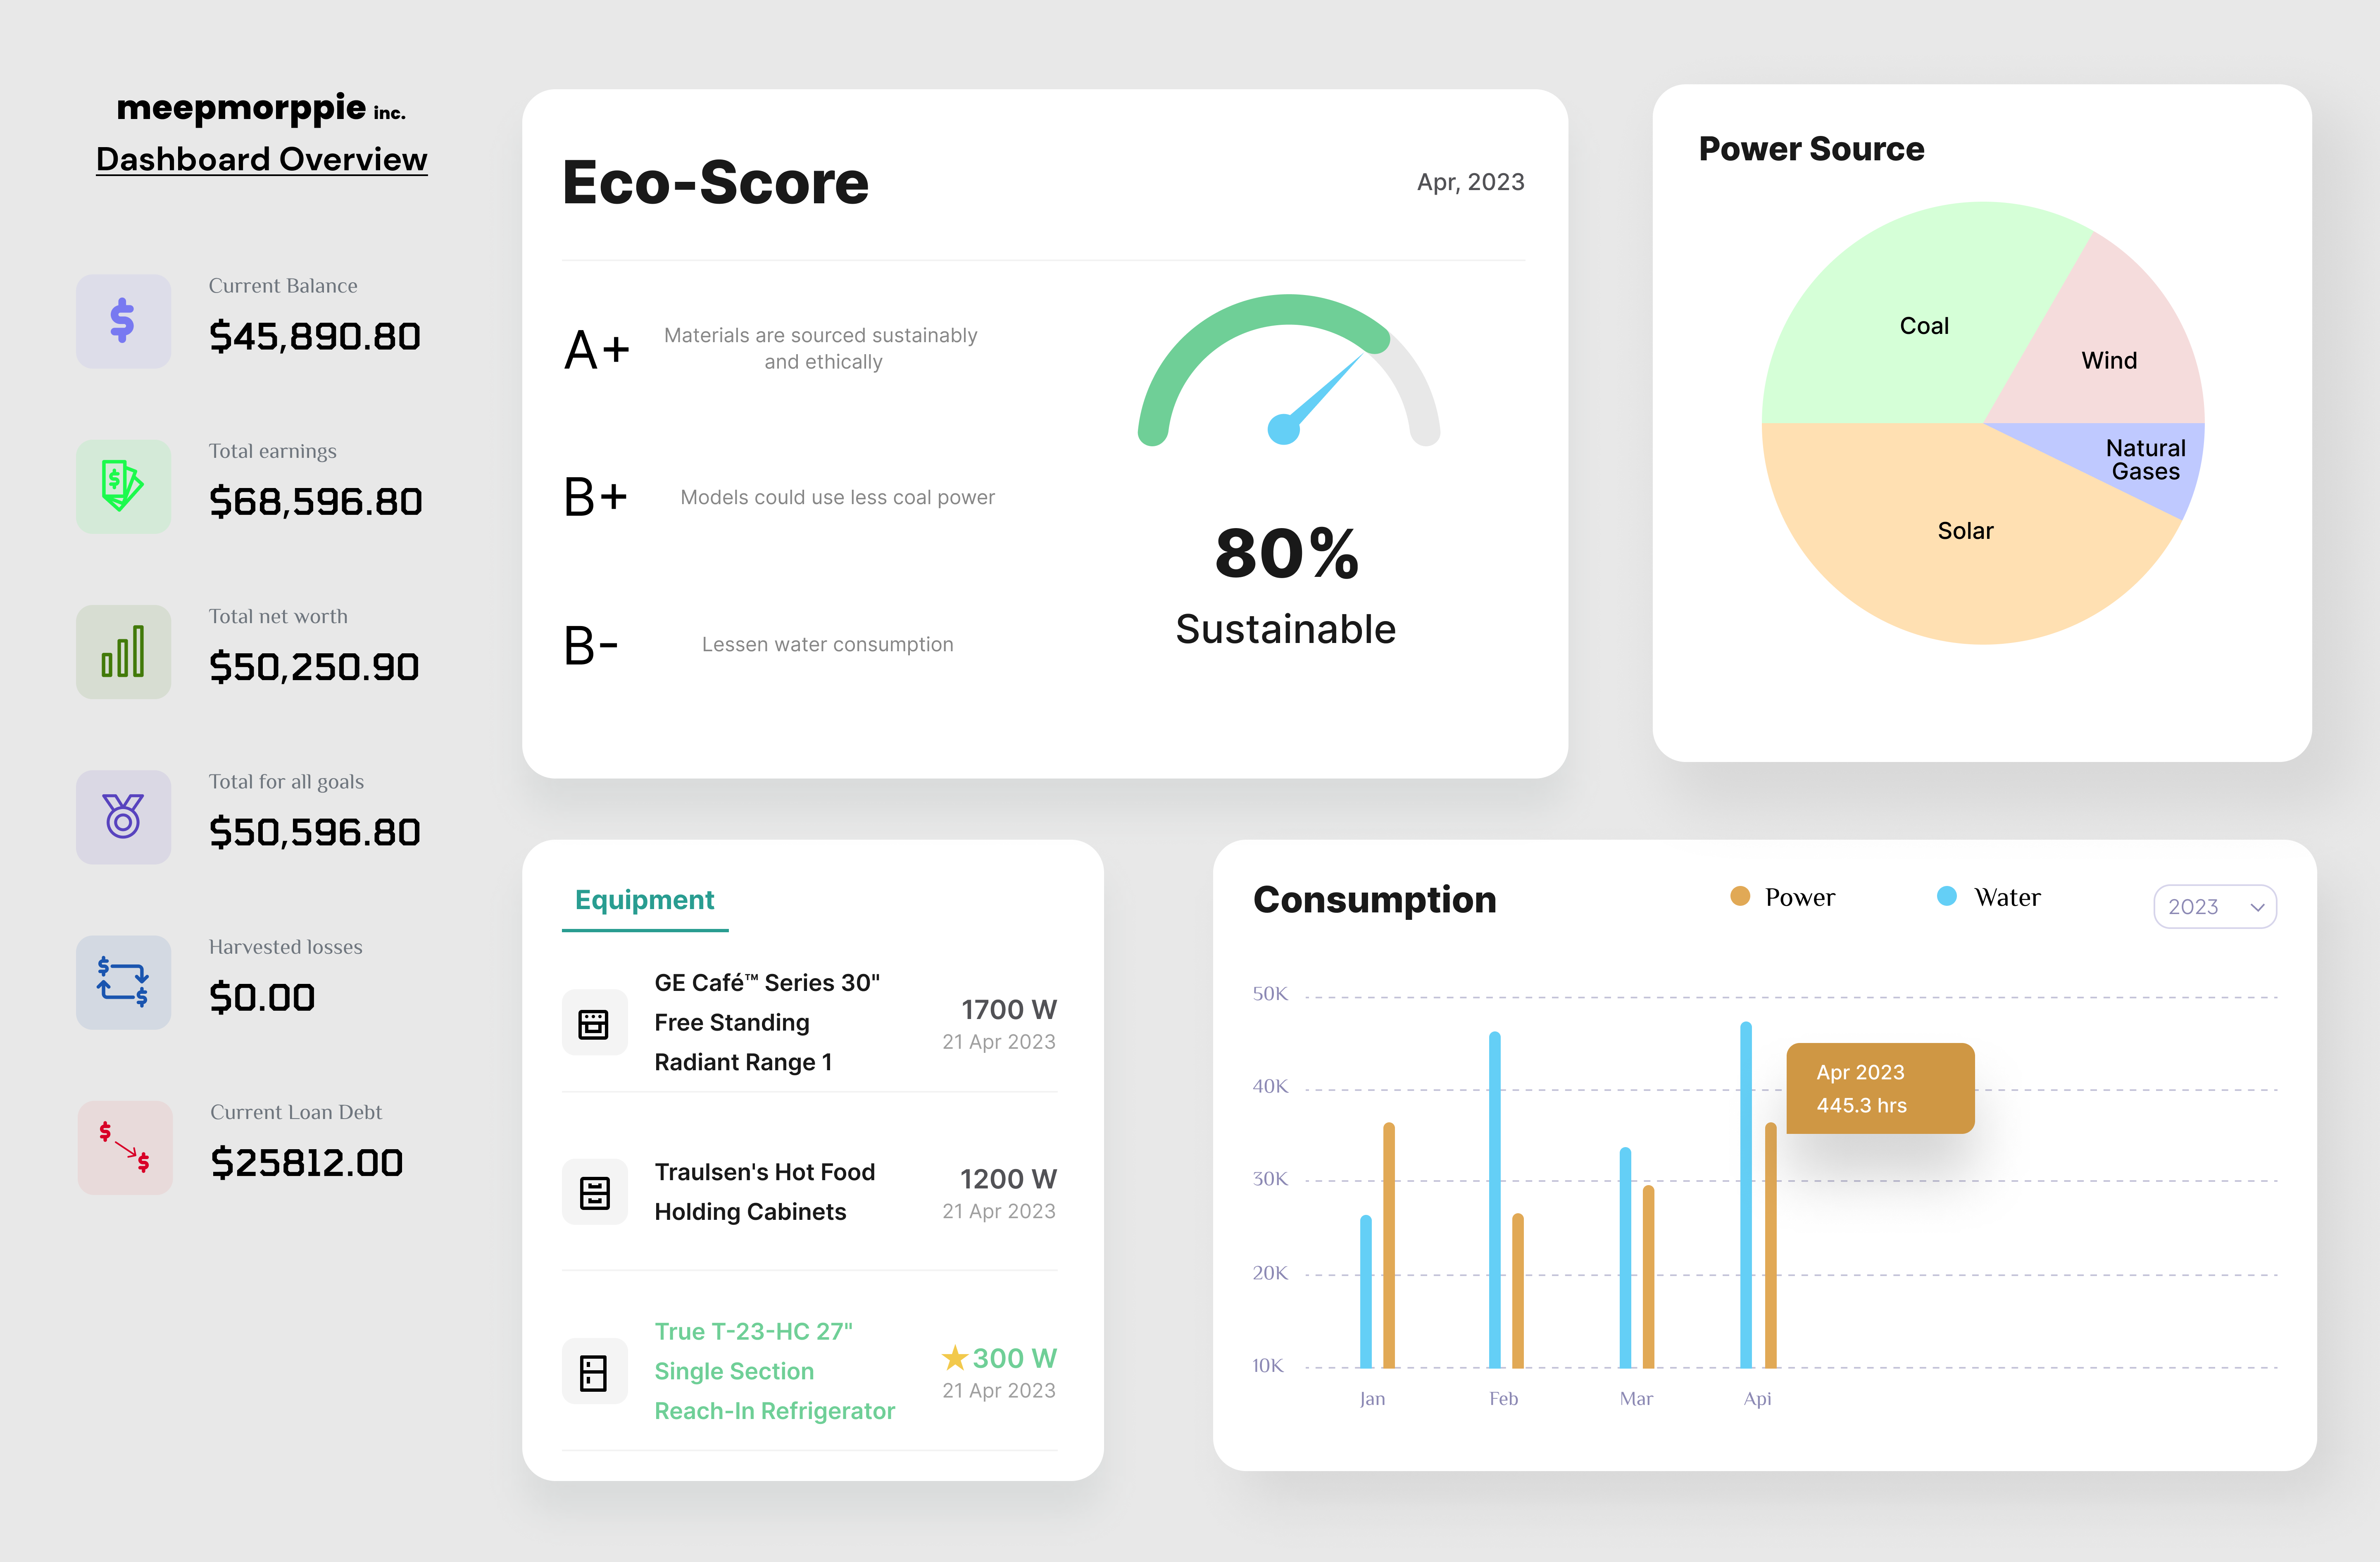 meepmorppie inc.
Dashboard Overview
Current Balance
$45,890.80
Total earnings
$68,596.80
Total net worth
$50,250.90
Total for all goals
$50,596.80
Harvested losses
$0.00
Current Loan Debt
$25812.00
Eco-Score
Apr, 2023
A+
Materials are sourced sustainably
and ethically
B+
Models could use less coal power
B-
Lessen water consumption
80%
Sustainable
Power Source
Coal
Wind
Natural
Gases
Solar
Equipment
GE Café™ Series 30"
Free Standing
Radiant Range 1
1700 W
21 Apr 2023
Traulsen's Hot Food
Holding Cabinets
1200 W
21 Apr 2023
True T-23-HC 27"
Single Section
Reach-In Refrigerator
300 W
21 Apr 2023
Consumption
Power
Water
2023
50K
40K
30K
20K
10K
Apr 2023
445.3 hrs
Jan
Feb
Mar
Api